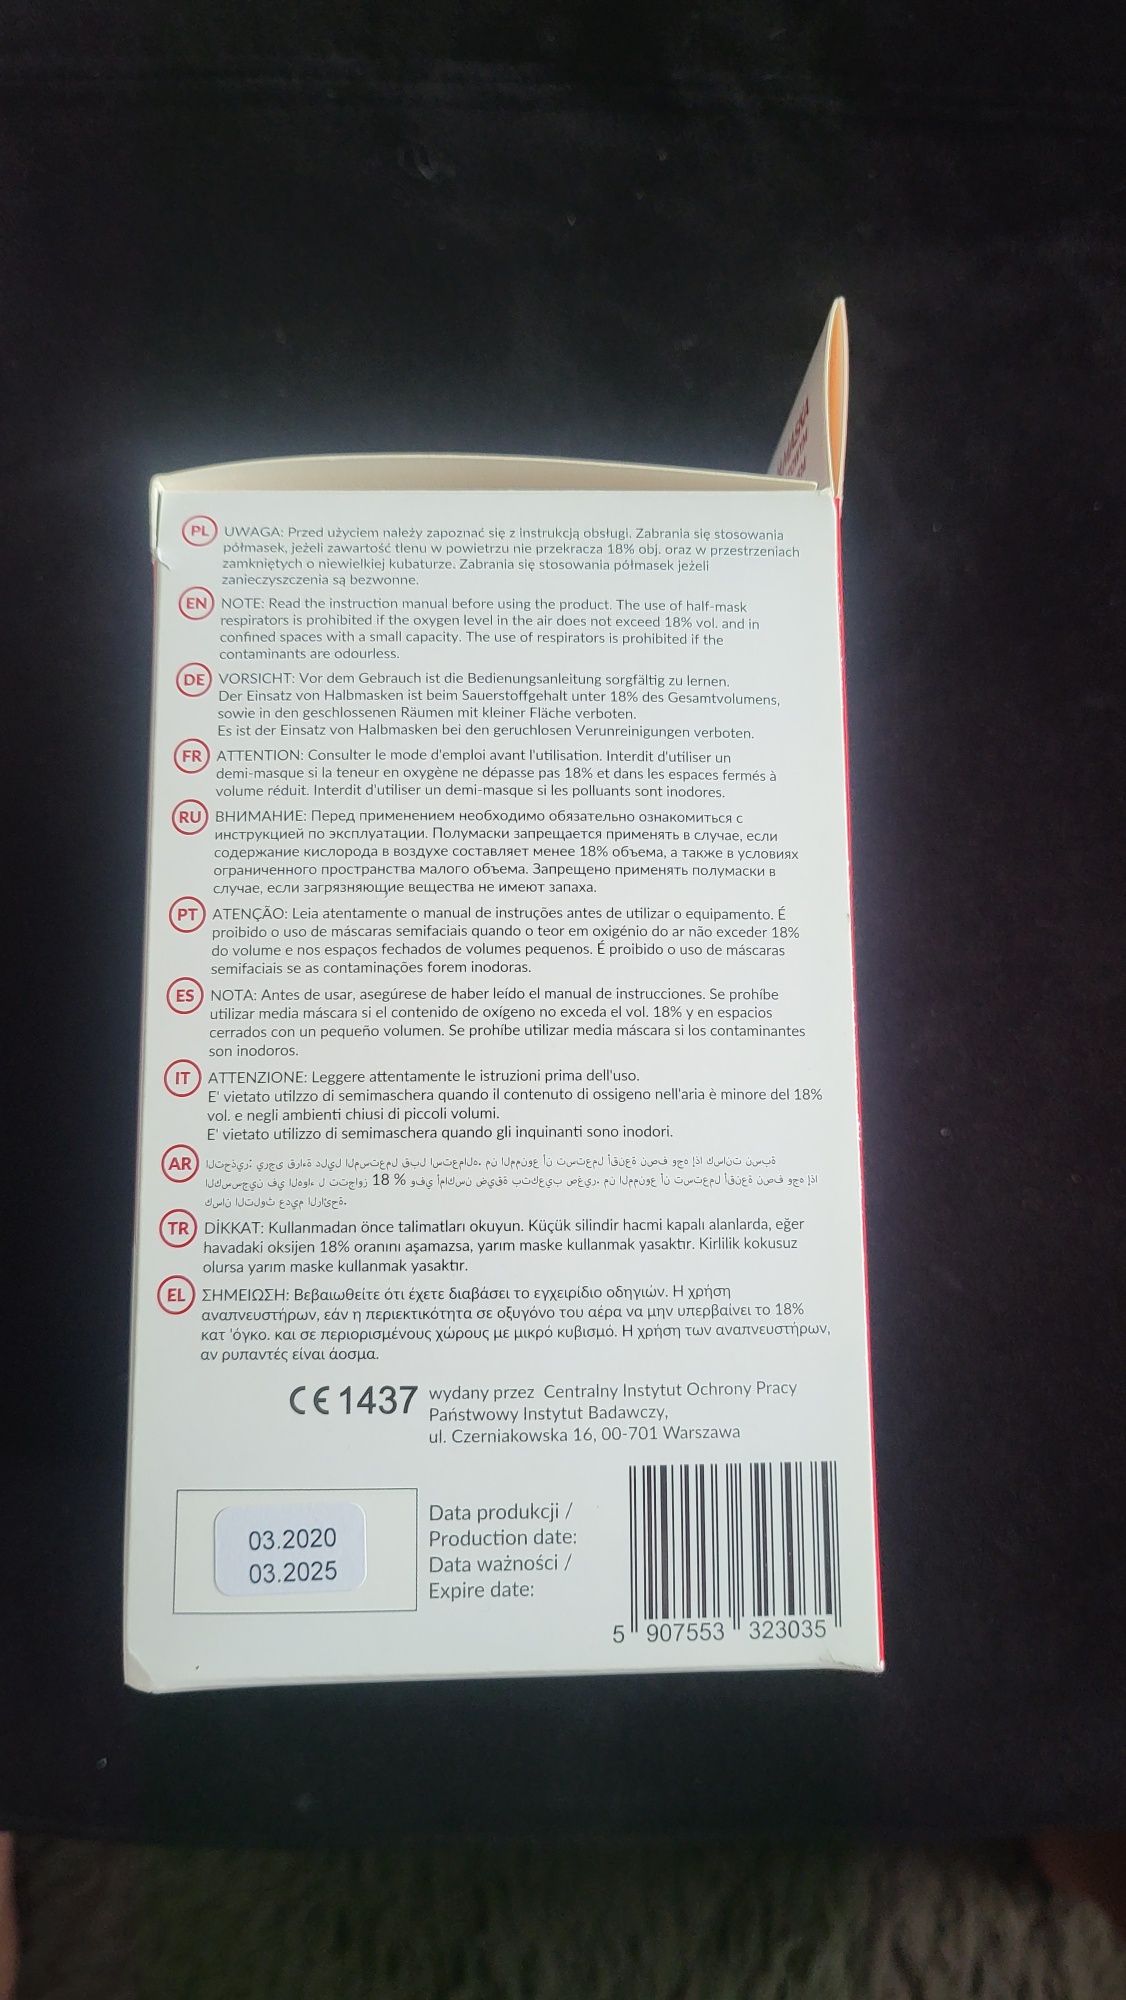 PL UWAGA: Przed użyciem należy zapoznać się z instrukcją obsługi. Zabrania się stosowania
półmasek, jeżeli zawartość tlenu w powietrzu nie przekracza 18% obj. oraz w przestrzeniach
zamkniętych o niewielkiej kubaturze. Zabrania się stosowania półmasek jeżeli
zanieczyszczenia są bezwonne.
EN NOTE: Read the instruction manual before using the product. The use of half-mask
respirators is prohibited if the oxygen level in the air does not exceed 18% vol. and in
confined spaces with a small capacity. The use of respirators is prohibited if the
contaminants are odourless.
DE VORSICHT: Vor dem Gebrauch ist die Bedienungsanleitung sorgfältig zu lernen.
Der Einsatz von Halbmasken ist beim Sauerstoffgehalt unter 18% des Gesamtvolumens,
sowie in den geschlossenen Räumen mit kleiner Fläche verboten.
Es ist der Einsatz von Halbmasken bei den geruchlosen Verunreinigungen verboten.
FR ATTENTION: Consulter le mode d'emploi avant l'utilisation. Interdit d'utiliser un
demi-masque si la teneur en oxygène ne dépasse pas 18% et dans les espaces fermés à
volume réduit. Interdit d'utiliser un demi-masque si les polluants sont inodores.
RU ВНИМАНИЕ: Перед применением необходимо обязательно ознакомиться с
инструкцией по эксплуатации. Полумаски запрещается применять в случае, если
содержание кислорода в воздухе составляет менее 18% объема, а также в условиях
ограниченного пространства малого объема. Запрещено применять полумаски в
случае, если загрязняющие вещества не имеют запаха.
PT ATENÇÃO: Leia atentamente o manual de instruções antes de utilizar o equipamento. É
proibido o uso de máscaras semifaciais quando o teor em oxigénio do ar não exceder 18%
do volume e nos espaços fechados de volumes pequenos. É proibido o uso de máscaras
semifaciais se as contaminações forem inodoras.
ES NOTA: Antes de usar, asegúrese de haber leído el manual de instrucciones. Se prohíbe
utilizar media máscara si el contenido de oxígeno no exceda el vol. 18% y en espacios
cerrados con un pequeño volumen. Se prohíbe utilizar media máscara si los contaminantes
son inodoros.
IT ATTENZIONE: Leggere attentamente le istruzioni prima dell'uso.
E' vietato utilzzo di semimaschera quando il contenuto di ossigeno nell'aria è minore del 18%
vol. e negli ambienti chiusi di piccoli volumi.
E' vietato utilizzo di semimaschera quando gli inquinanti sono inodori.
AR التحذير: يرجى قراءة دليل المستعمل قبل استعماله. من الممنوع أن تستعمل أقنعة نصف وجه إذا كسانت نسبة
الكسسجين في الهواء ل تتجاوز 18 % وفي أماكسن ضيقة بتكعيب صغير. من الممنوع أن تستعمل أقنعة نصف وجه إذا
كسان التلوث عديم الرائحة.
TR DİKKAT: Kullanmadan önce talimatları okuyun. Küçük silindir hacmi kapalı alanlarda, eğer
havadaki oksijen 18% oranını aşamazsa, yarım maske kullanmak yasaktır. Kirlilik kokusuz
olursa yarım maske kullanmak yasaktır.
EL ΣΗΜΕΙΩΣΗ: Βεβαιωθείτε ότι έχετε διαβάσει το εγχειρίδιο οδηγιών. Η χρήση
αναπνευστήρων, εάν η περιεκτικότητα σε οξυγόνο του αέρα να μην υπερβαίνει το 18%
κατ 'όγκο. και σε περιορισμένους χώρους με μικρό κυβισμό. Η χρήση των αναπνευστήρων,
αν ρυπαντές είναι άοσμα.
CE 1437 wydany przez Centralny Instytut Ochrony Pracy
Państwowy Instytut Badawczy,
ul. Czerniakowska 16, 00-701 Warszawa
03.2020
03.2025
Data produkcji /
Production date:
Data ważności /
Expire date:
5 907553 323035